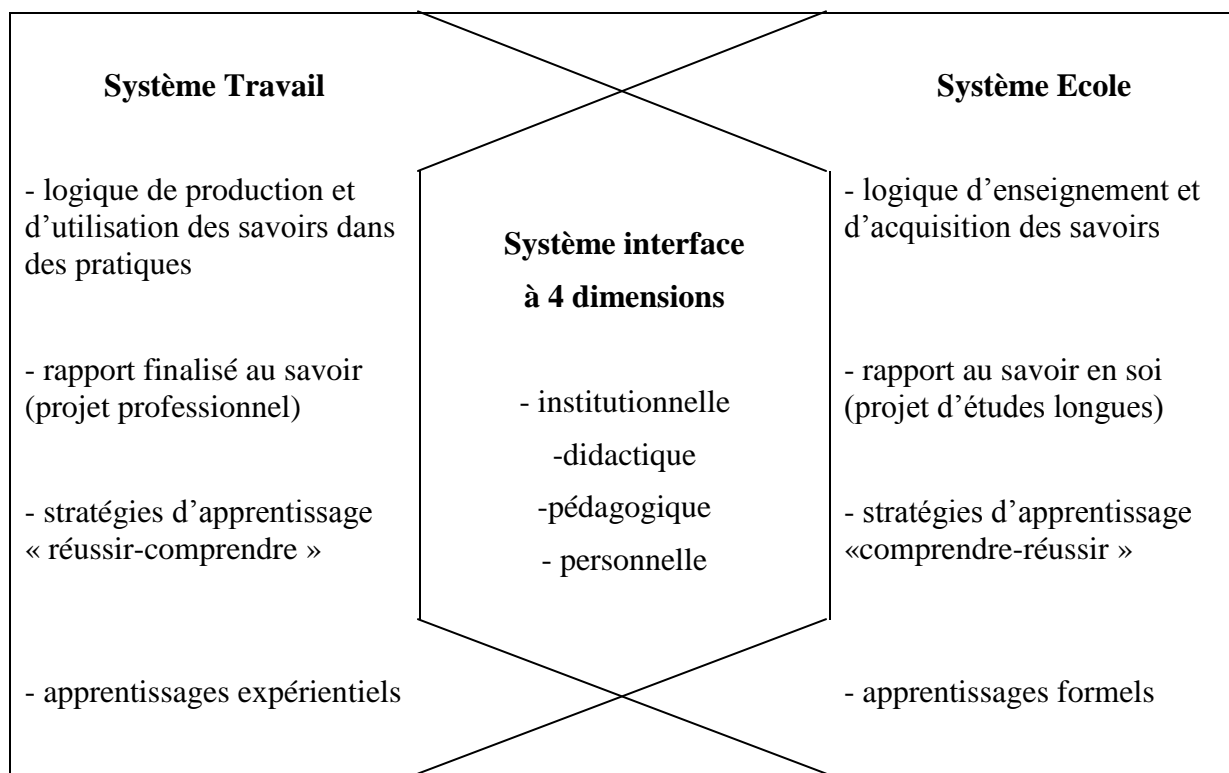 Système Travail
- logique de production et
d'utilisation des savoirs dans
des pratiques
- rapport finalisé au savoir
(projet professionnel)
- stratégies d'apprentissage
« réussir-comprendre »
- apprentissages expérientiels
Système interface
à 4 dimensions
- institutionnelle
-didactique
-pédagogique
- personnelle
Système Ecole
- logique d'enseignement et
d'acquisition des savoirs
- rapport au savoir en soi
(projet d'études longues)
- stratégies d'apprentissage
«comprendre-réussir »
- apprentissages formels